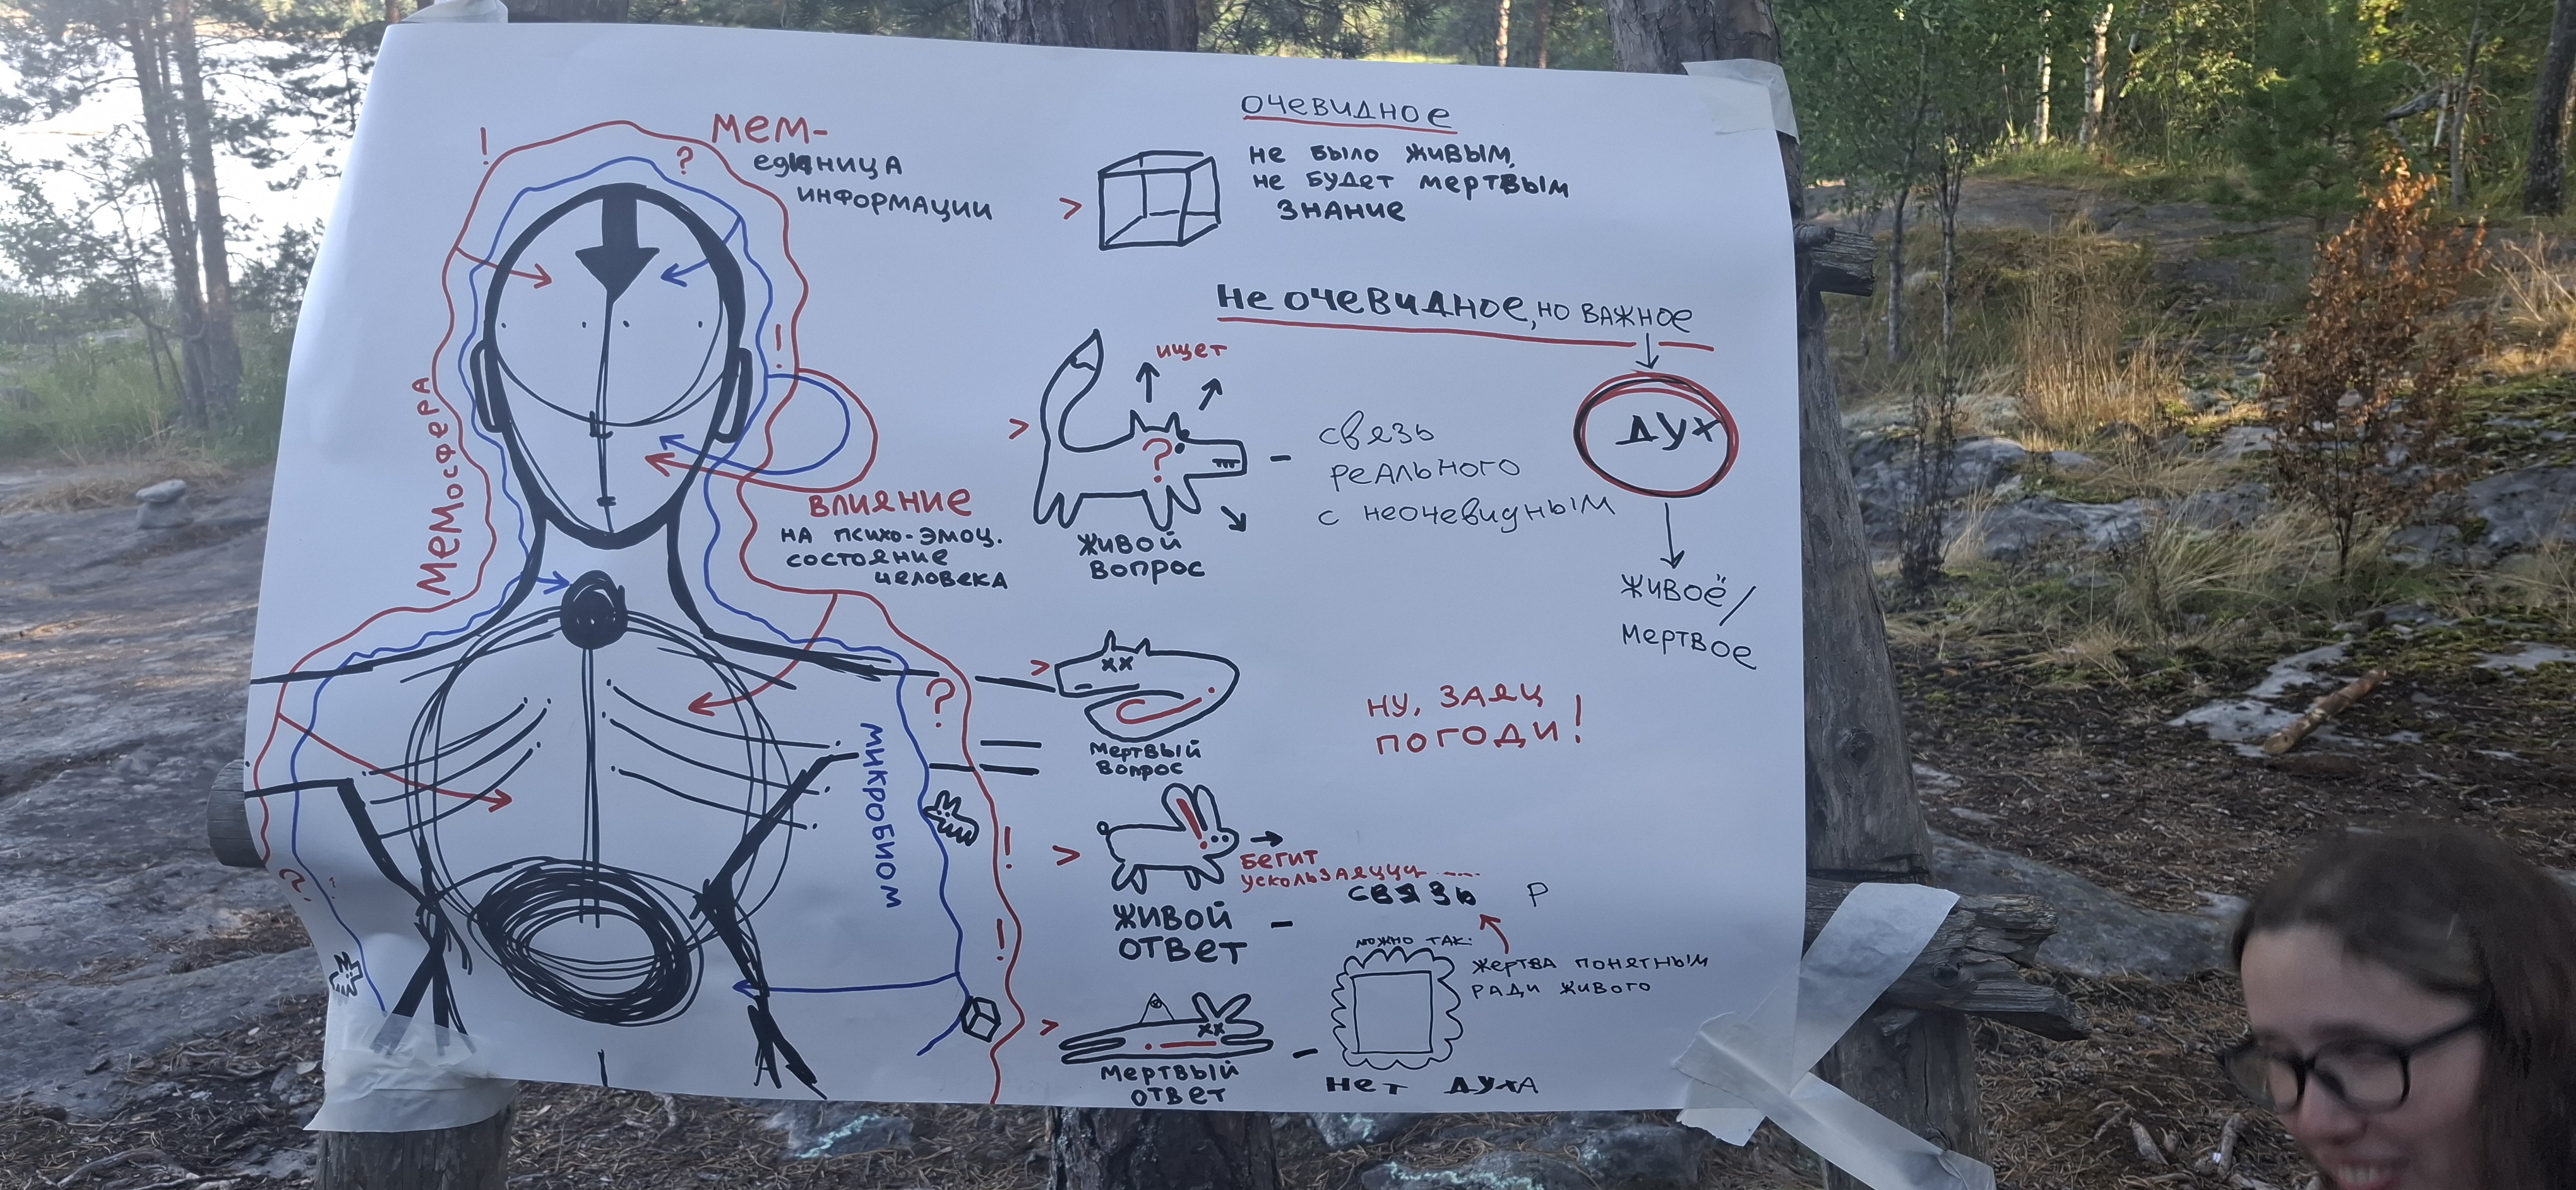 мем-
единица
информации
мемосфера
влияние
на психо-эмоц.
состояние
человека
микробиом
очевидное
не было живым,
не будет мертвым
знание
не очевидное, но важное
ищет
?
живой
вопрос
-
связь
реального
с неочевидным
дух
живоё/
мертвое
мертвый
вопрос
ну, заяц
погоди!
бегит
живой
ответ
-
связь Р
можно так:
жертва понятным
ради живого
мертвый
ответ
-
нет духа